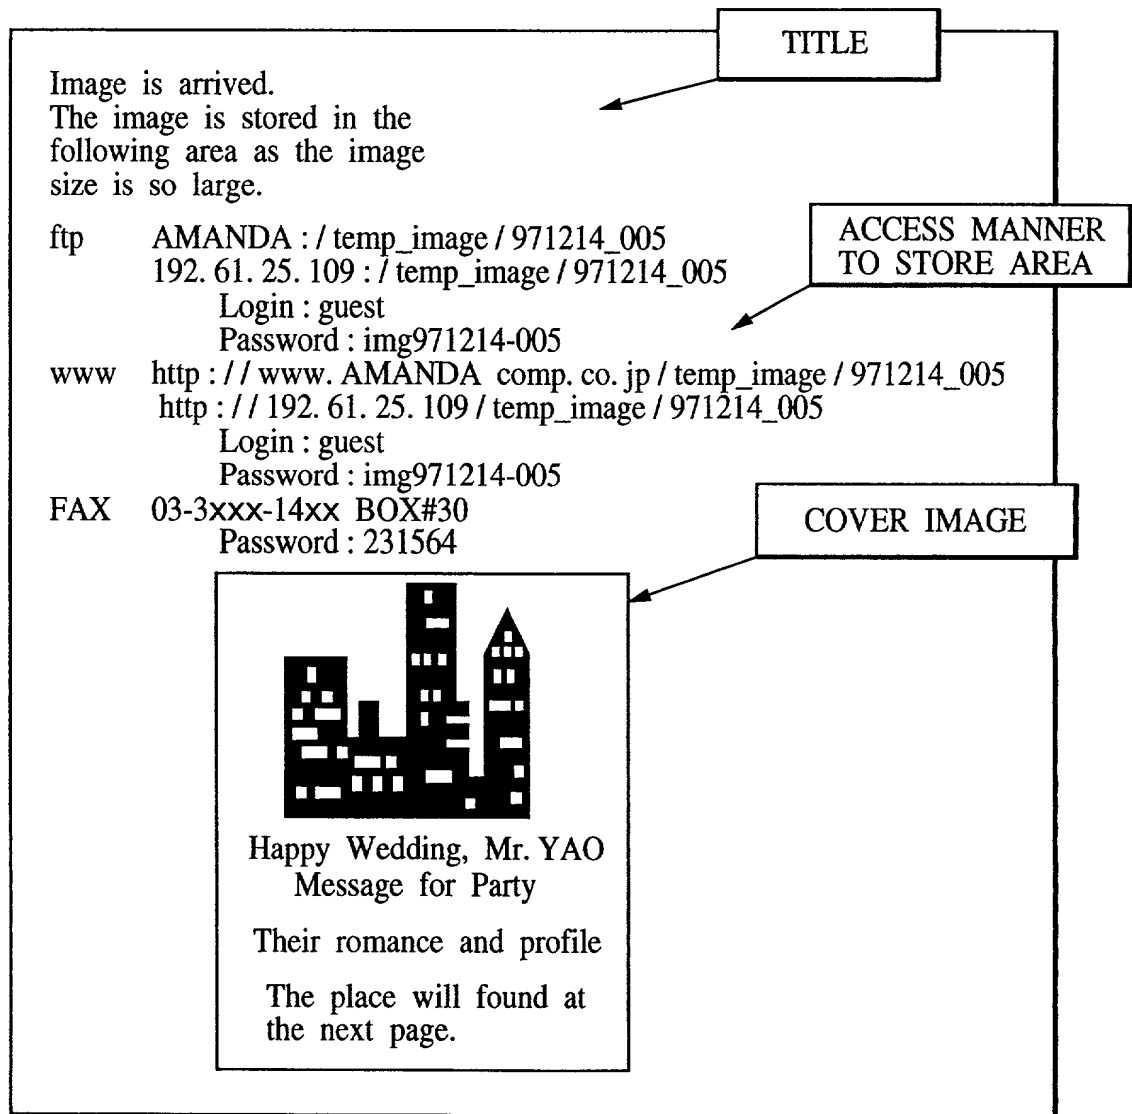 TITLE
Image is arrived.
The image is stored in the
following area as the image
size is so large.
ACCESS MANNER
TO STORE AREA
ftp AMANDA : / temp_image / 971214_005
192. 61. 25. 109 : / temp_image / 971214_005
Login : guest
Password : img971214-005
www http : / / www. AMANDA comp. co. jp / temp_image / 971214_005
http : / / 192. 61. 25. 109 / temp_image / 971214_005
Login : guest
Password : img971214-005
FAX 03-3xxx-14xx BOX#30
Password : 231564
COVER IMAGE
Happy Wedding, Mr. YAO
Message for Party
Their romance and profile
The place will found at
the next page.